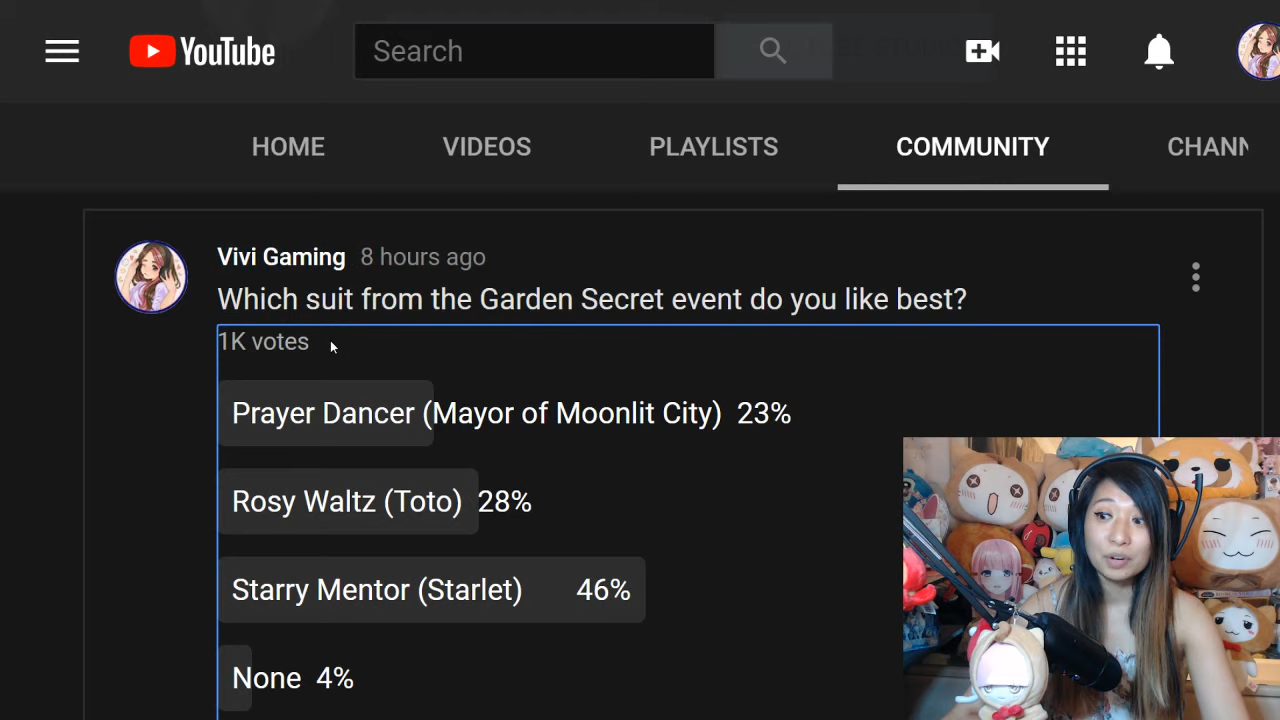 YouTube
Search
HOME VIDEOS PLAYLISTS COMMUNITY CHANN
Vivi Gaming 8 hours ago
Which suit from the Garden Secret event do you like best?
1K votes
Prayer Dancer (Mayor of Moonlit City) 23%
Rosy Waltz (Toto) 28%
Starry Mentor (Starlet) 46%
None 4%